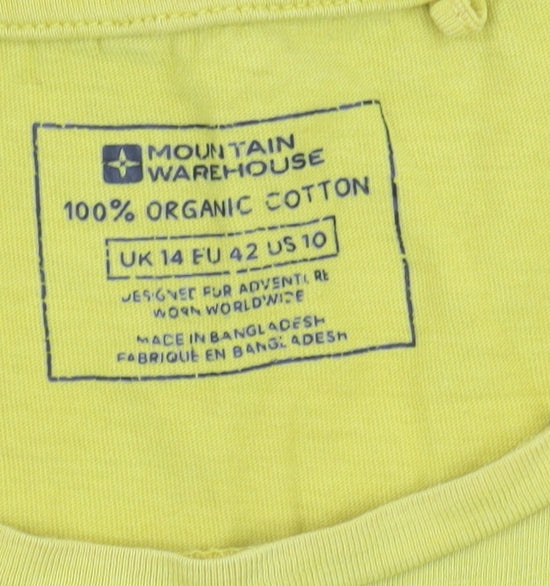 MOUNTAIN
WAREHOUSE
100% ORGANIC COTTON
UK 14 EU 42 US 10
DESIGNED FOR ADVENTURE
WORN WORLDWIDE
MADE IN BANGLADESH
FABRIQUE EN BANGLADESH